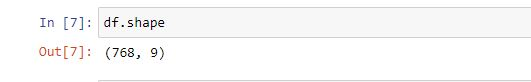 In [7]: df.shape
Out[7]: (768, 9)